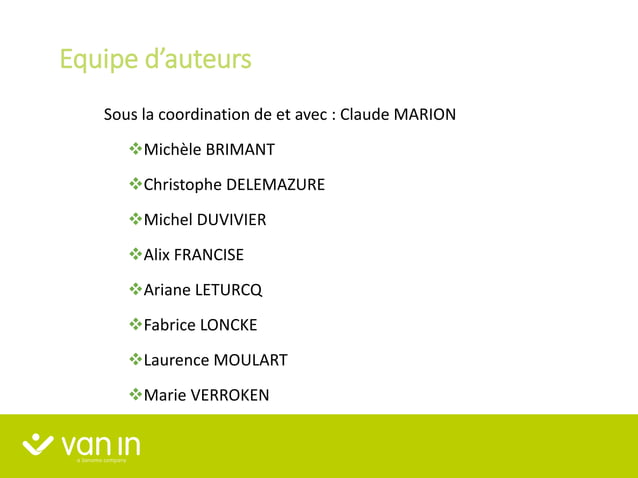 Equipe d’auteurs
Sous la coordination de et avec : Claude MARION
❖Michèle BRIMANT
❖Christophe DELEMAZURE
❖Michel DUVIVIER
❖Alix FRANCISE
❖Ariane LETURCQ
❖Fabrice LONCKE
❖Laurence MOULART
❖Marie VERROKEN
van in
a Sanoma company